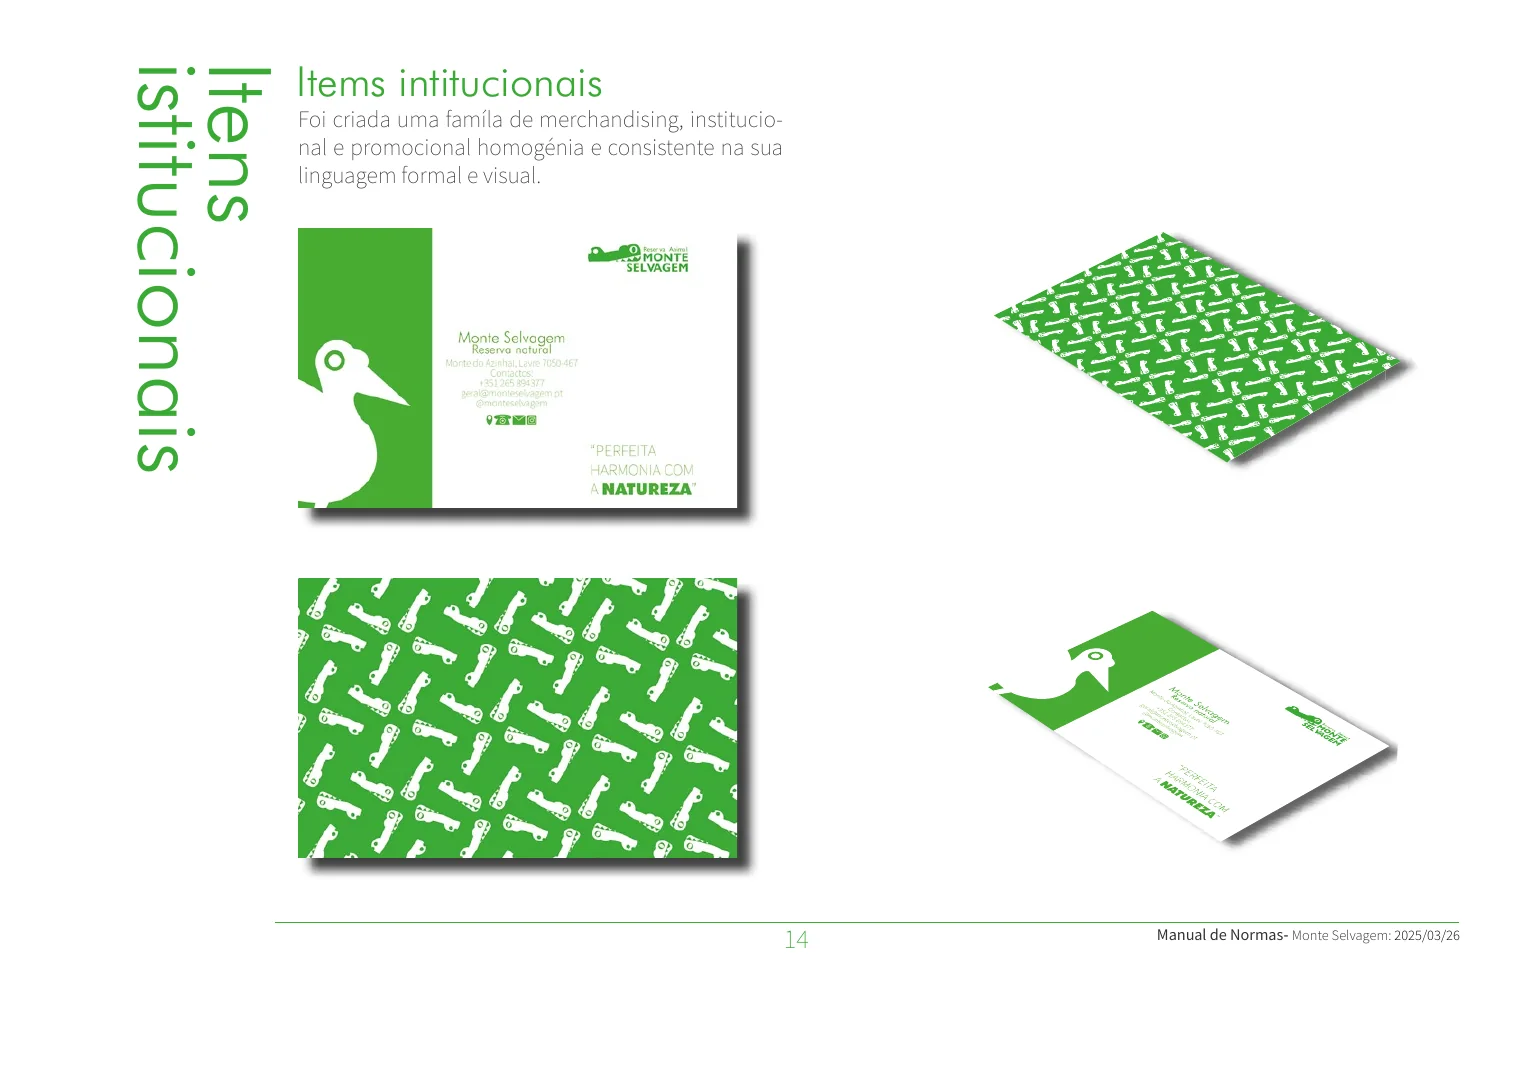 Itens
istitucionais
Items intitucionais
Foi criada uma famíla de merchandising, institucio-
nal e promocional homogénia e consistente na sua
linguagem formal e visual.
Reserva Animal
MONTE
SELVAGEM
Monte Selvagem
Reserva natural
Monte do Azinhal, Lavre 7050-467
Contactos:
+351 265 894377
geral@monteselvagem.pt
@monteselvagem
“PERFEITA
HARMONIA COM
A NATUREZA”
MONTE
SELVAGEM
Monte Selvagem
Reserva natural
“PERFEITA
HARMONIA COM
A NATUREZA”
14
Manual de Normas- Monte Selvagem: 2025/03/26